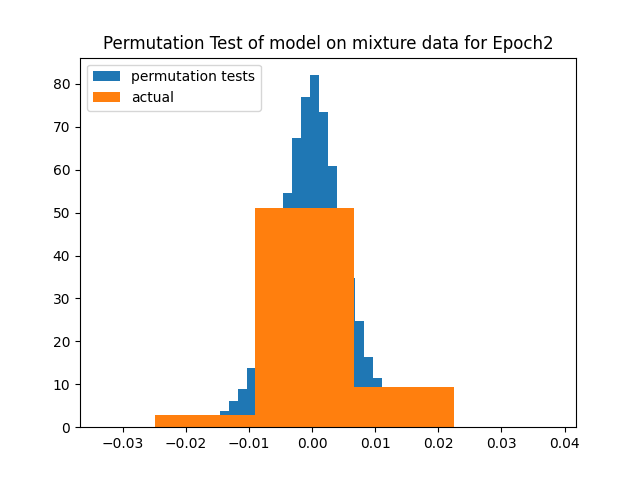 Permutation Test of model on mixture data for Epoch2
permutation tests
actual
80
70
60
50
40
30
20
10
0
−0.03 −0.02 −0.01 0.00 0.01 0.02 0.03 0.04